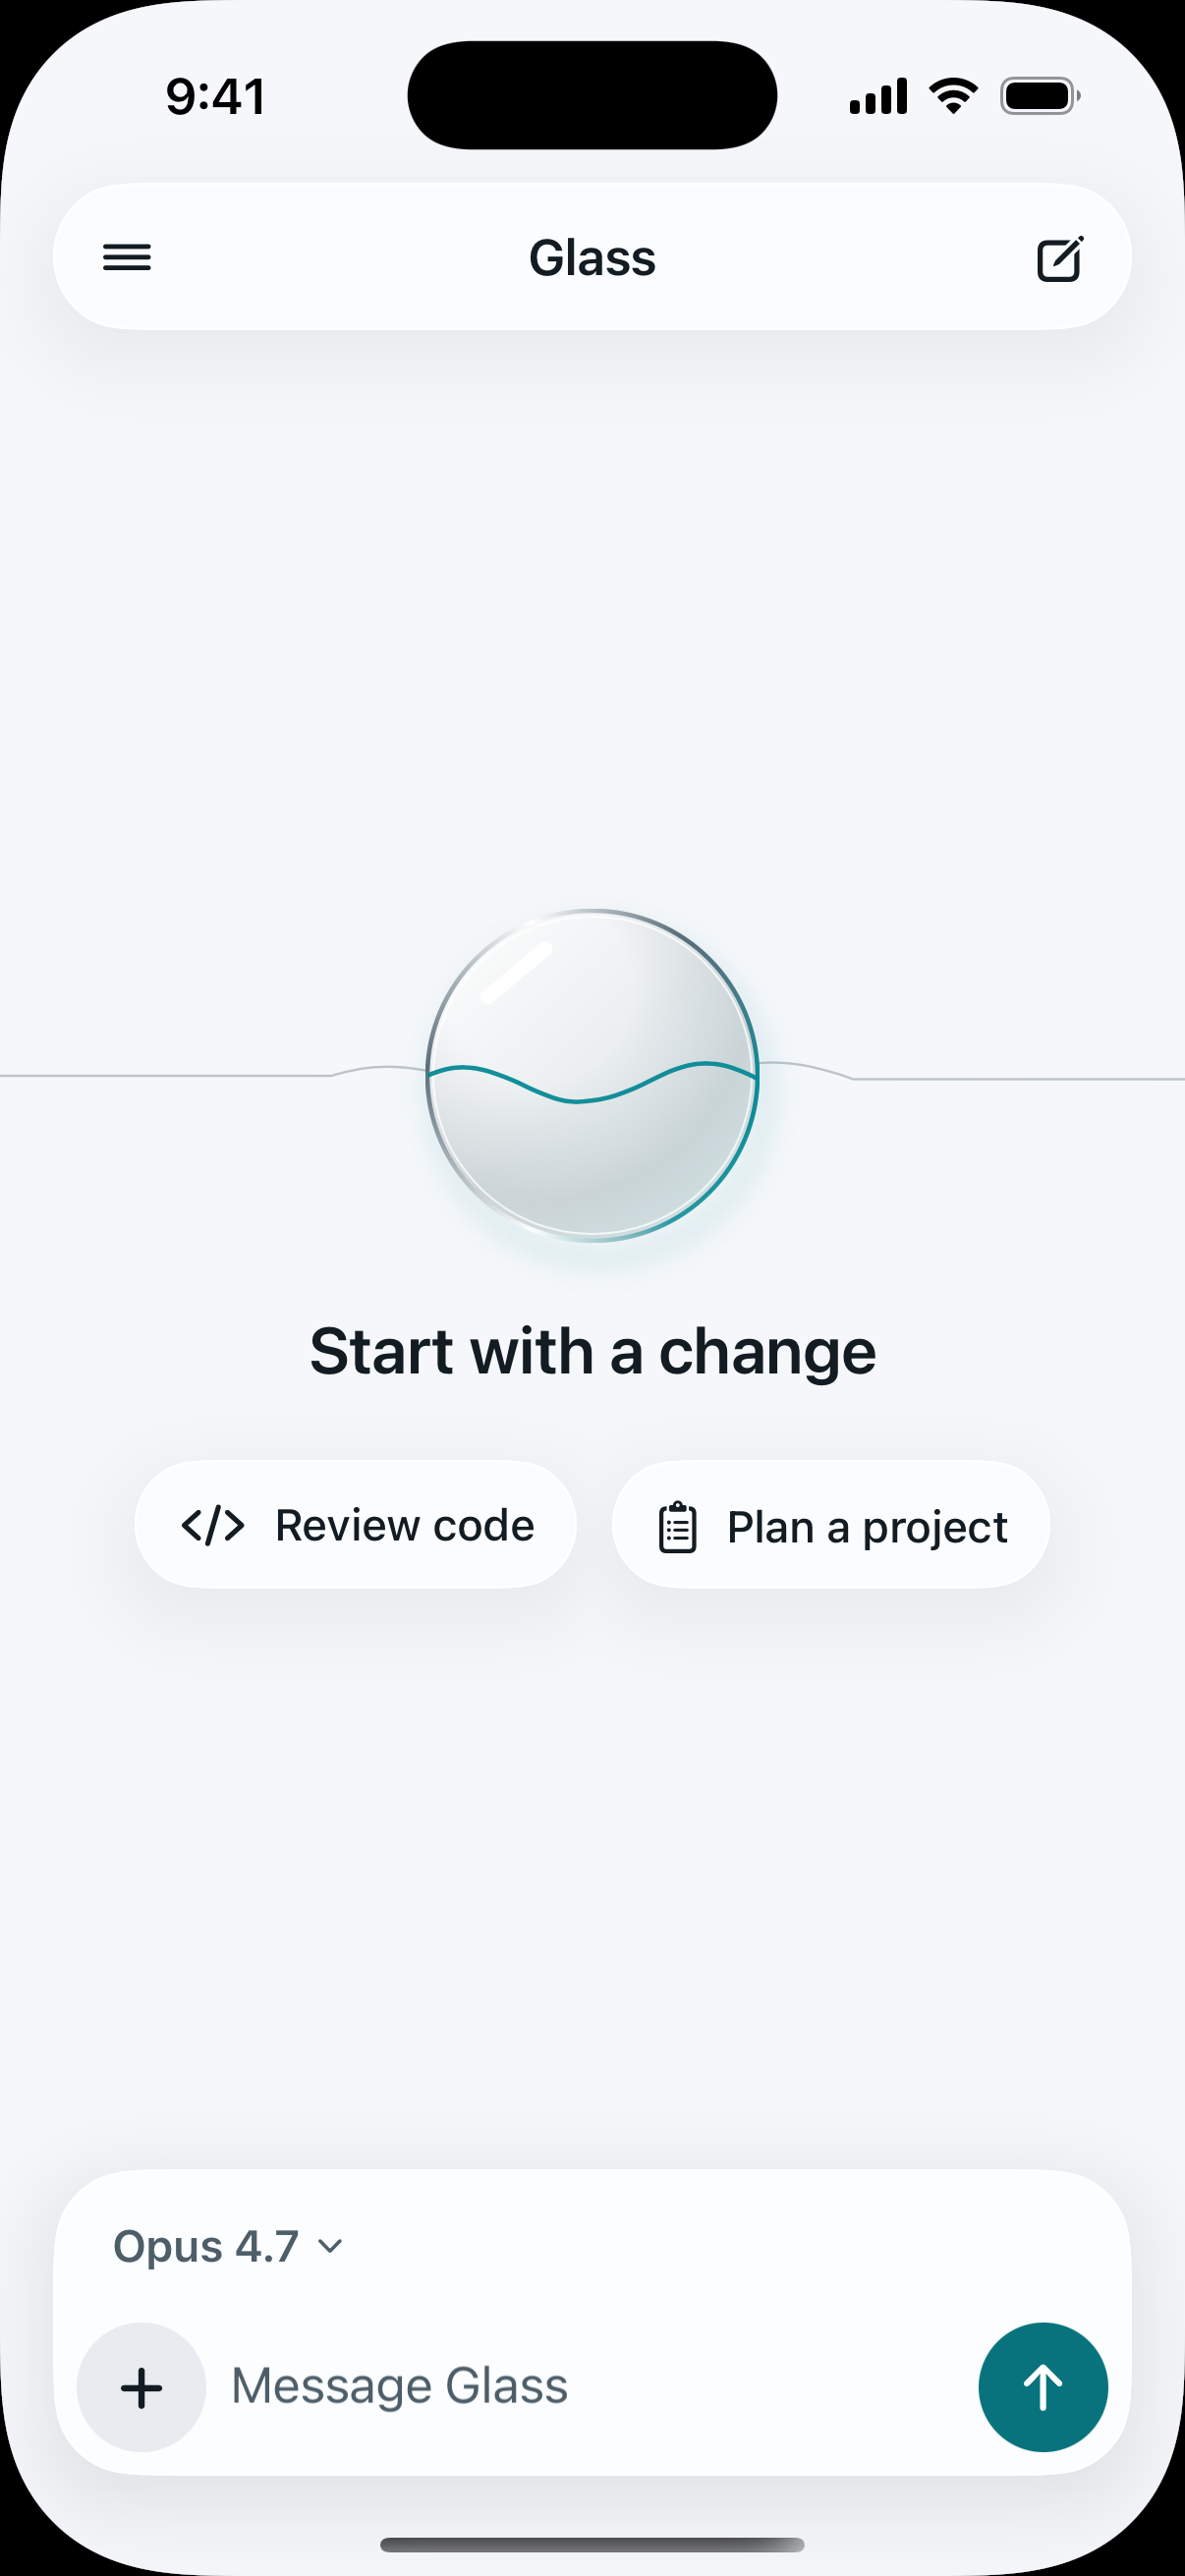 9:41
Glass
Start with a change
Review code
Plan a project
Opus 4.7
Message Glass